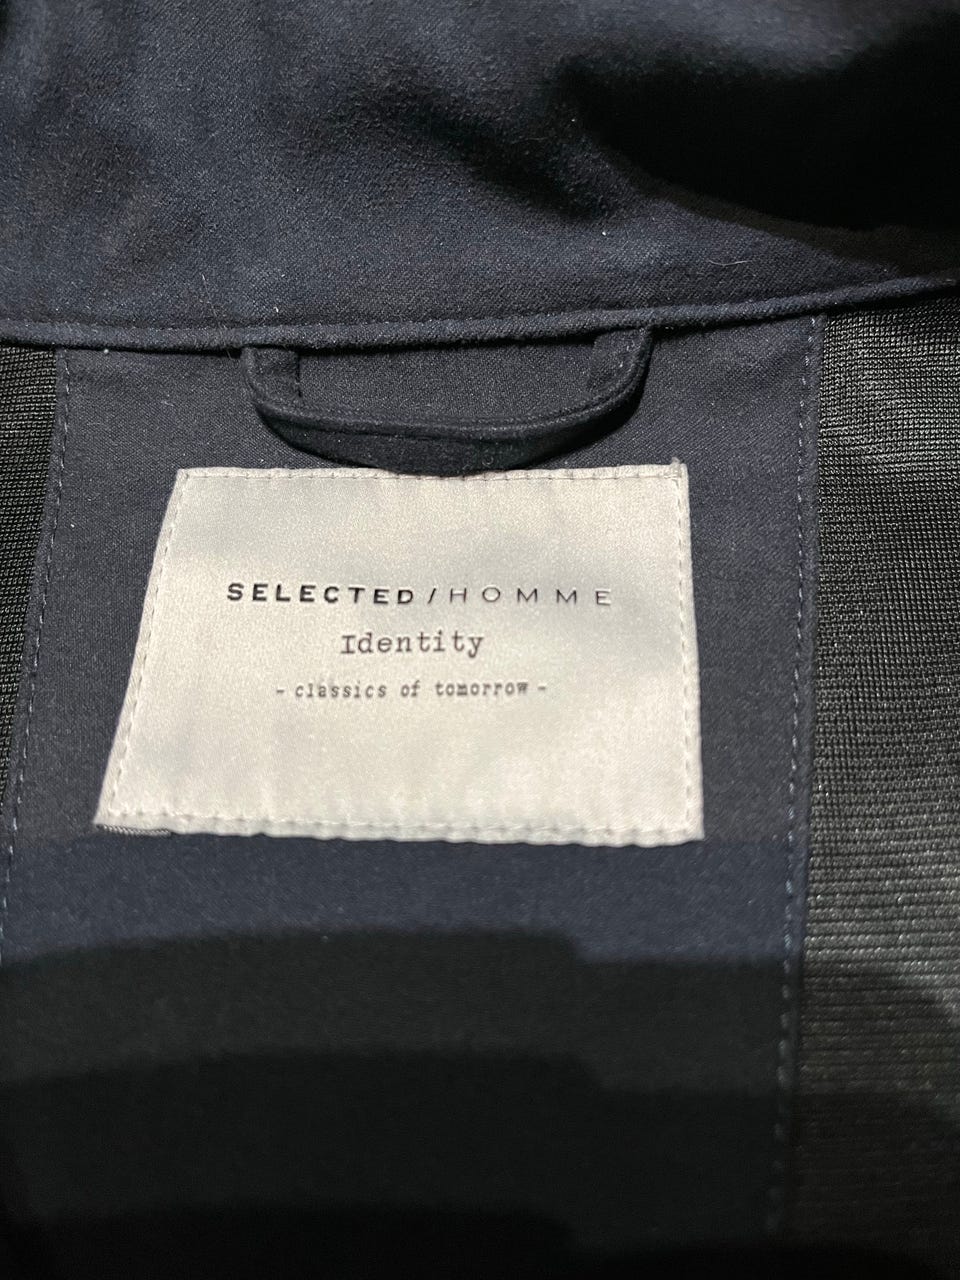 SELECTED/HOMME
Identity
- classics of tomorrow -